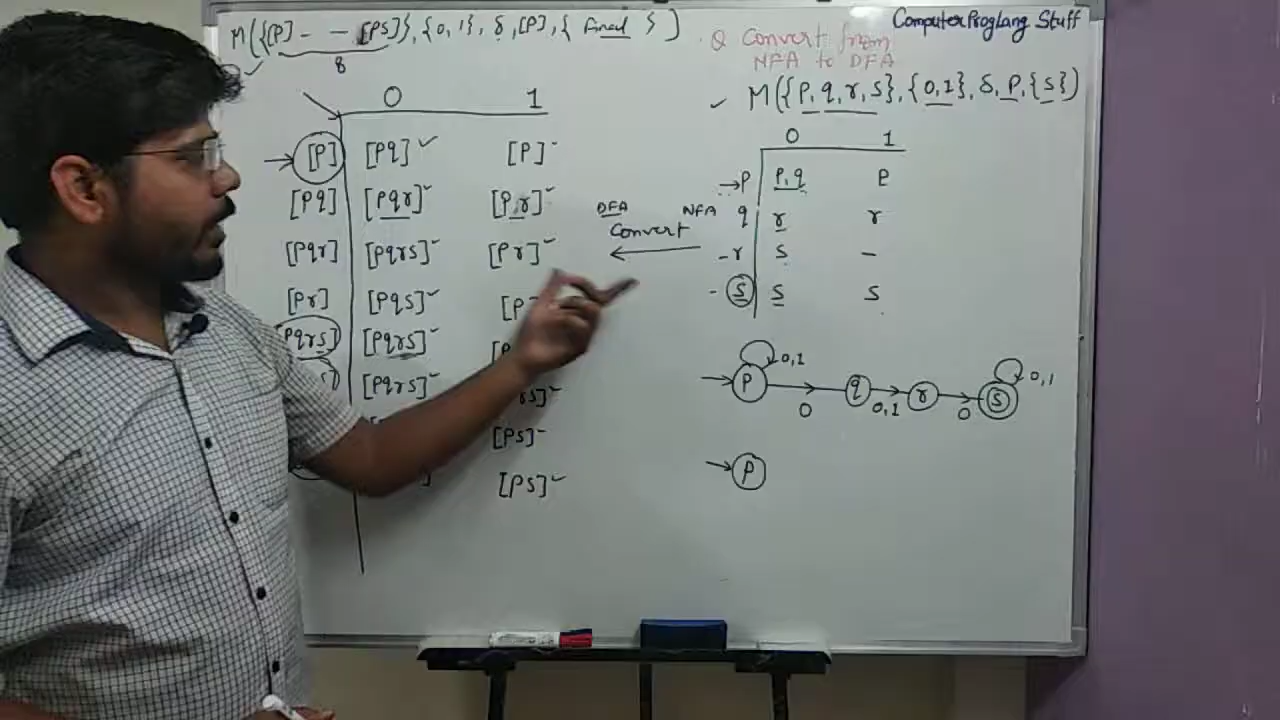 M({[P] - - [PS]}, {0, 1}, δ, [P], { final })
8
0 1
→ [P] [Pq] ✓ [P]
[Pq] [Pqr] ✓ [P r] ✓
[Pqr] [Pqrs] ✓ [P r] ✓
[Pr] [Pqs] ✓ [P
Pqrs] [Pqrs] ✓
[Pqrs] ✓ rs]
[Ps]
[Ps] ✓
DFA NFA
Convert
←
Computer ProgLang Stuff
Q Convert from
NFA to DFA
✓ M({P, q, r, s}, {0, 1}, δ, P, {s})
0 1
→ P P, q P
q r r
- r s –
- s s s
0,1 0,1
→ P q r s
0 0,1 0
→ P